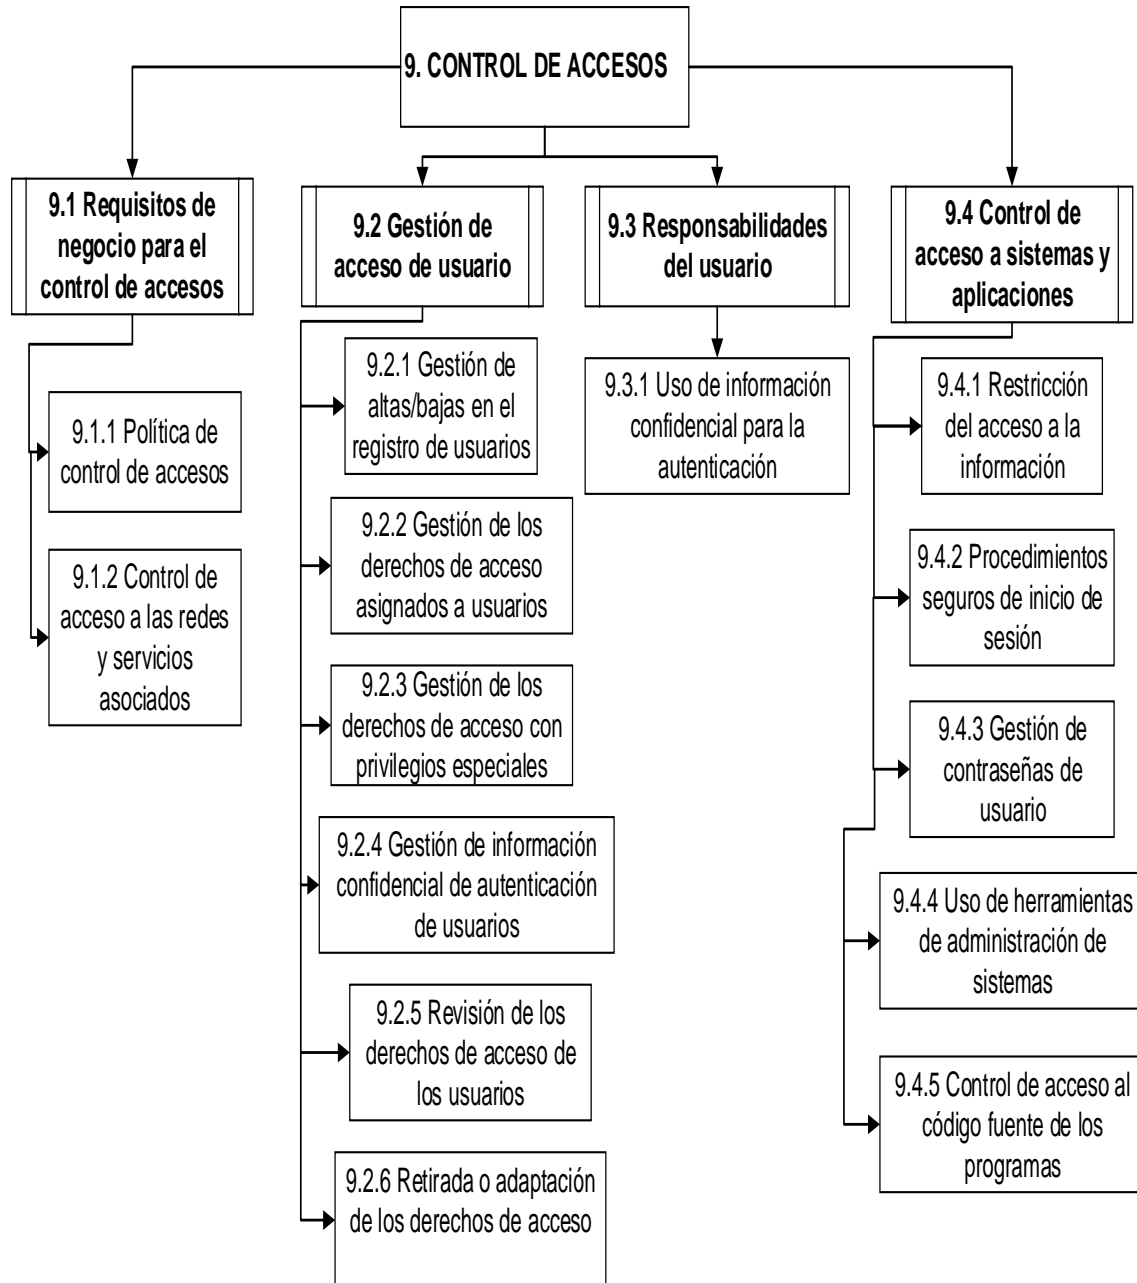 9. CONTROL DE ACCESOS
9.1 Requisitos de
negocio para el
control de accesos
9.1.1 Política de
control de accesos
9.1.2 Control de
acceso a las redes
y servicios
asociados
9.2 Gestión de
acceso de usuario
9.2.1 Gestión de
altas/bajas en el
registro de usuarios
9.2.2 Gestión de los
derechos de acceso
asignados a usuarios
9.2.3 Gestión de los
derechos de acceso con
privilegios especiales
9.2.4 Gestión de información
confidencial de autenticación
de usuarios
9.2.5 Revisión de los
derechos de acceso de
los usuarios
9.2.6 Retirada o adaptación
de los derechos de acceso
9.3 Responsabilidades
del usuario
9.3.1 Uso de información
confidencial para la
autenticación
9.4 Control de
acceso a sistemas y
aplicaciones
9.4.1 Restricción
del acceso a la
información
9.4.2 Procedimientos
seguros de inicio de
sesión
9.4.3 Gestión de
contraseñas de
usuario
9.4.4 Uso de herramientas
de administración de
sistemas
9.4.5 Control de acceso al
código fuente de los
programas